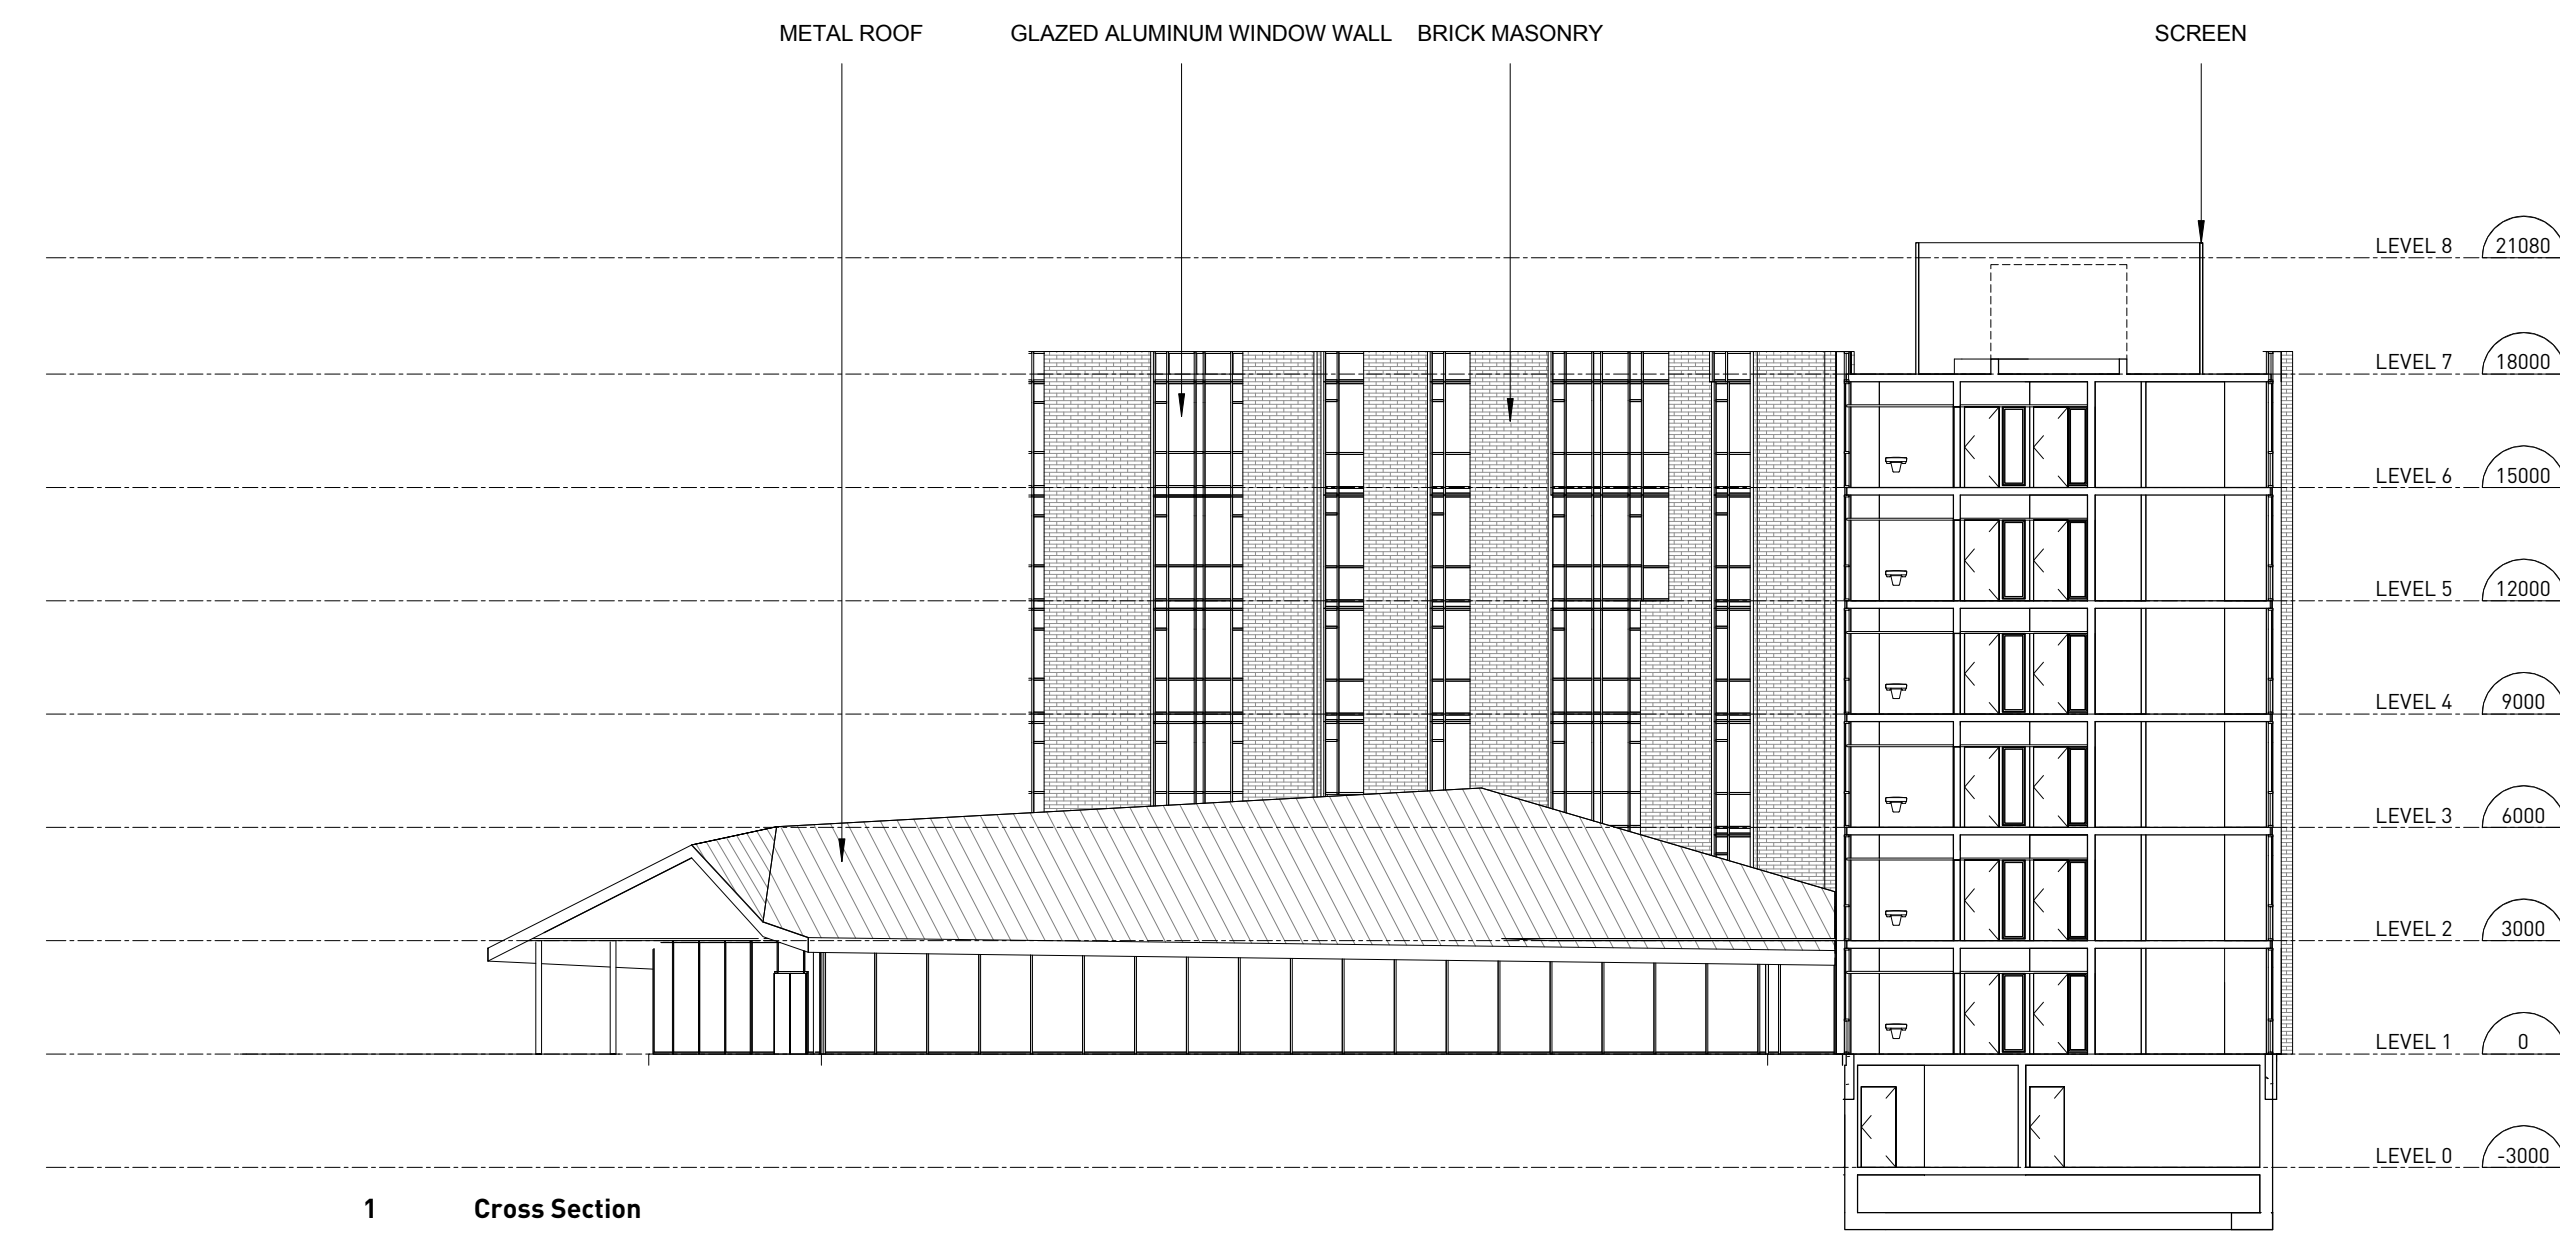 METAL ROOF GLAZED ALUMINUM WINDOW WALL BRICK MASONRY SCREEN
LEVEL 8 21080
LEVEL 7 18000
LEVEL 6 15000
LEVEL 5 12000
LEVEL 4 9000
LEVEL 3 6000
LEVEL 2 3000
LEVEL 1 0
LEVEL 0 -3000
1 Cross Section